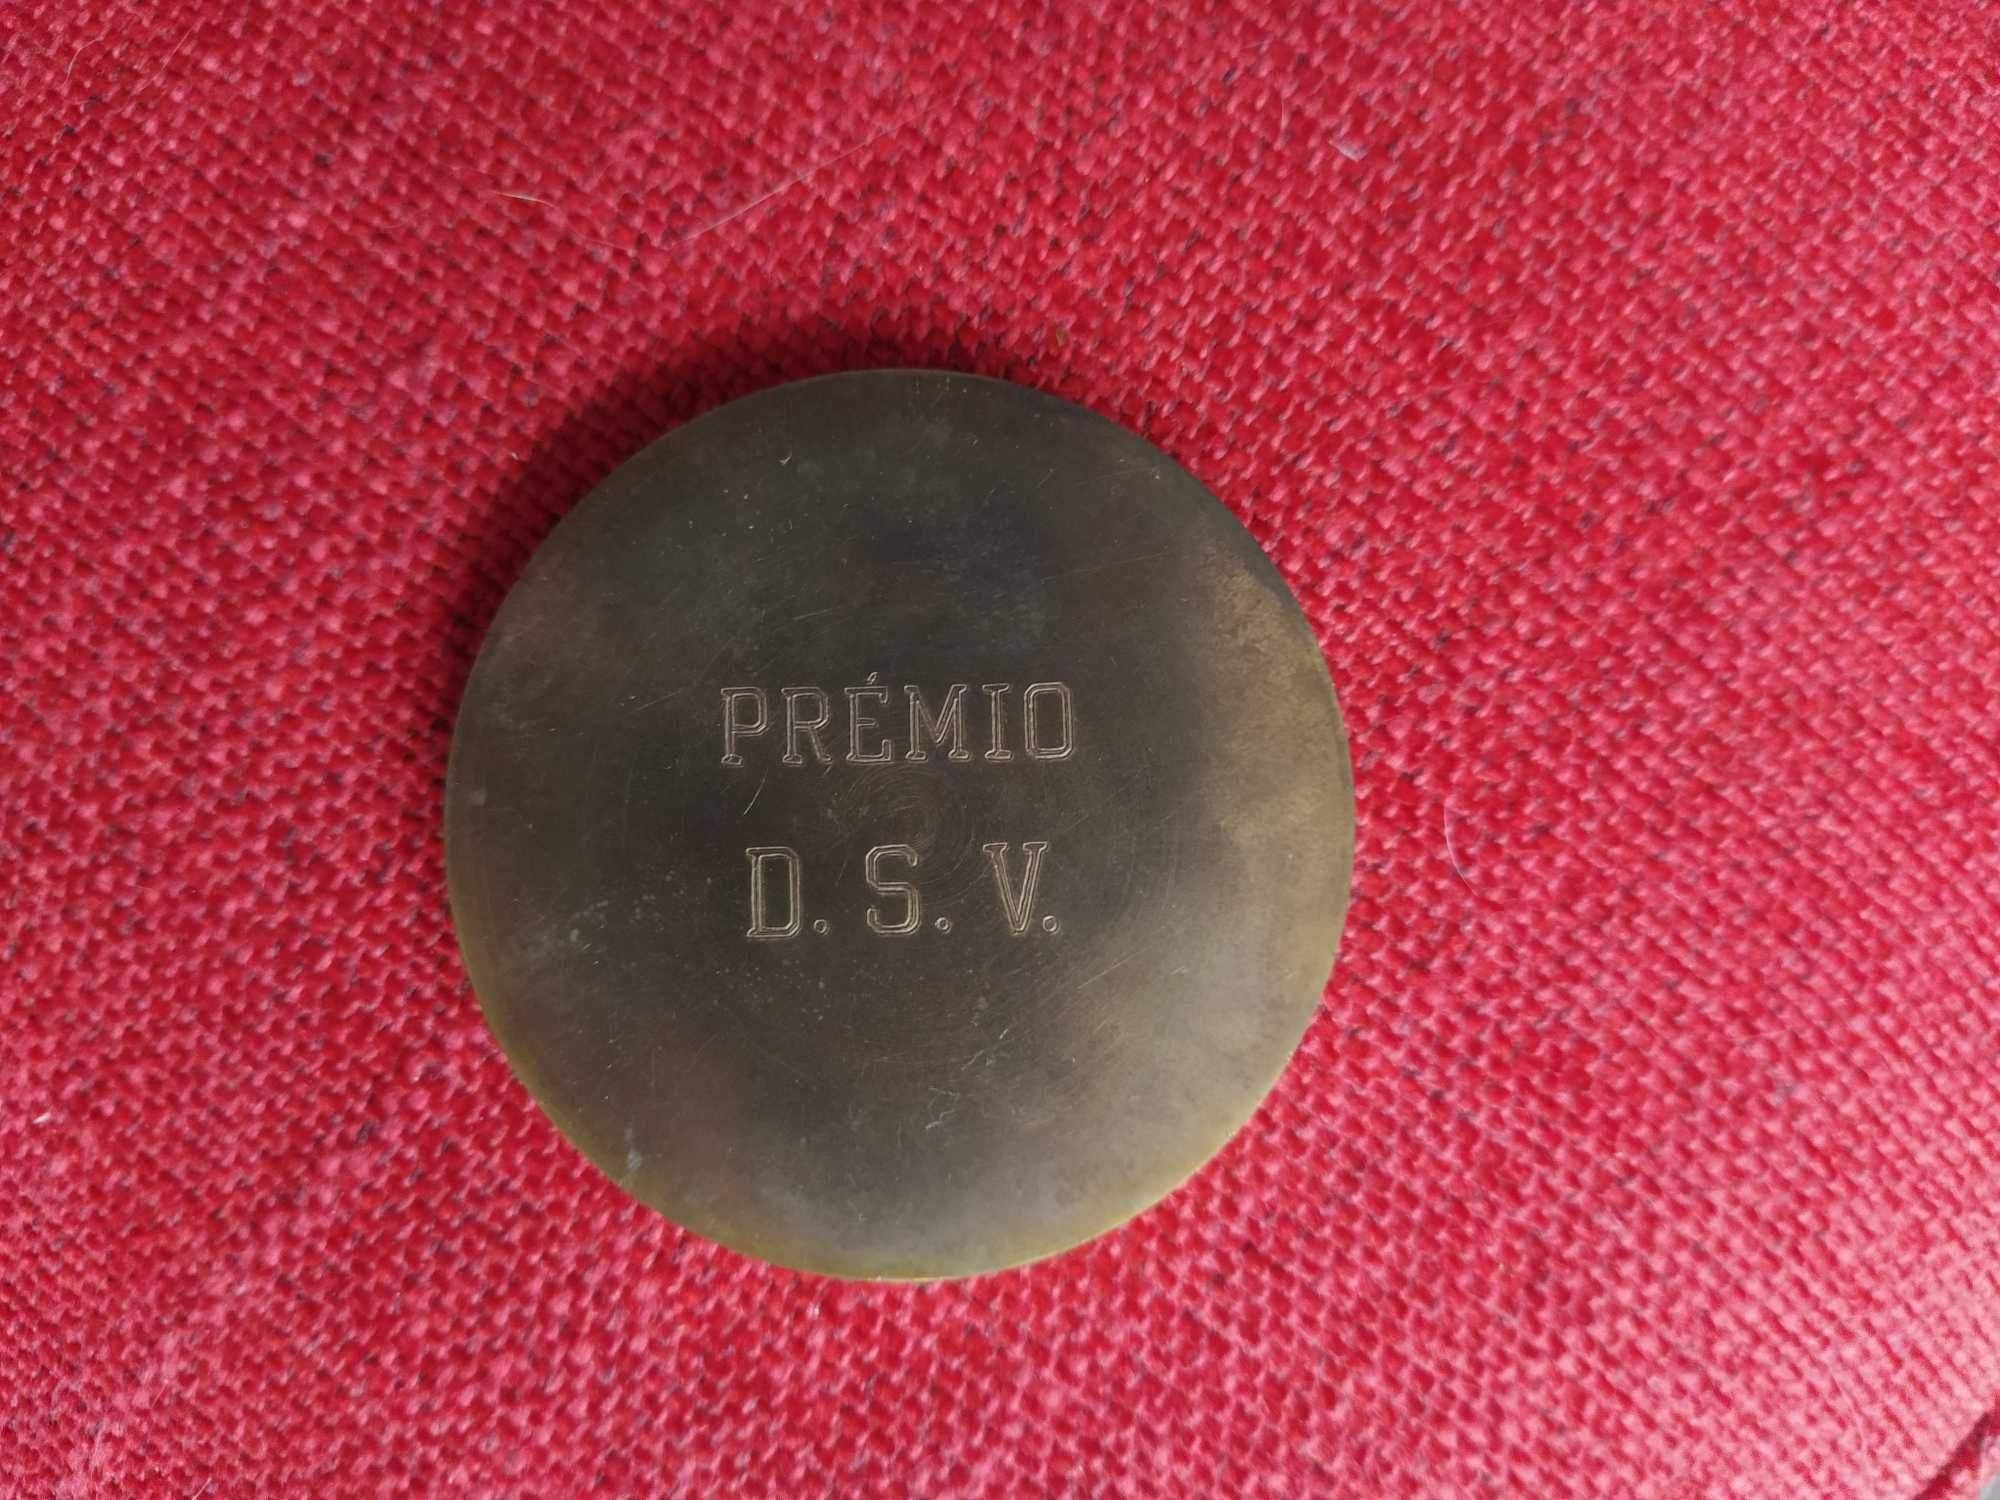 PRÉMIO
D. S. V.